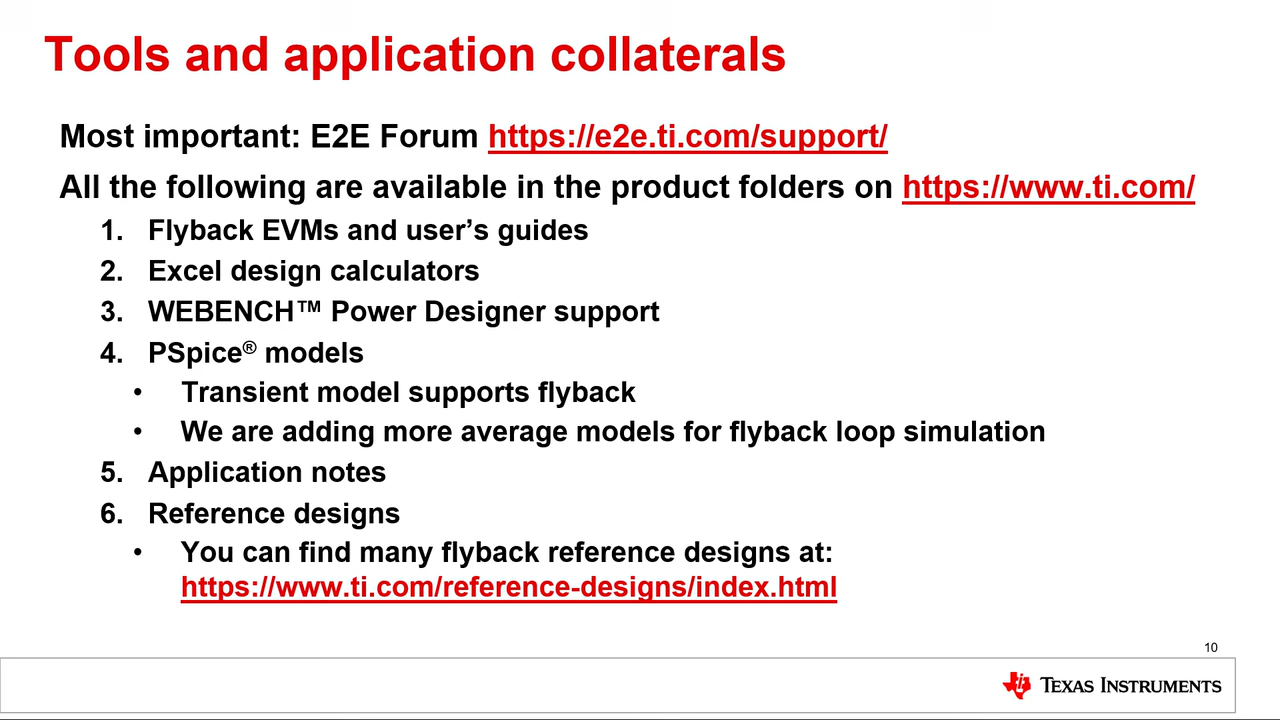 Tools and application collaterals
Most important: E2E Forum https://e2e.ti.com/support/
All the following are available in the product folders on https://www.ti.com/
1. Flyback EVMs and user’s guides
2. Excel design calculators
3. WEBENCH™ Power Designer support
4. PSpice® models
• Transient model supports flyback
• We are adding more average models for flyback loop simulation
5. Application notes
6. Reference designs
• You can find many flyback reference designs at:
https://www.ti.com/reference-designs/index.html
10
TEXAS INSTRUMENTS